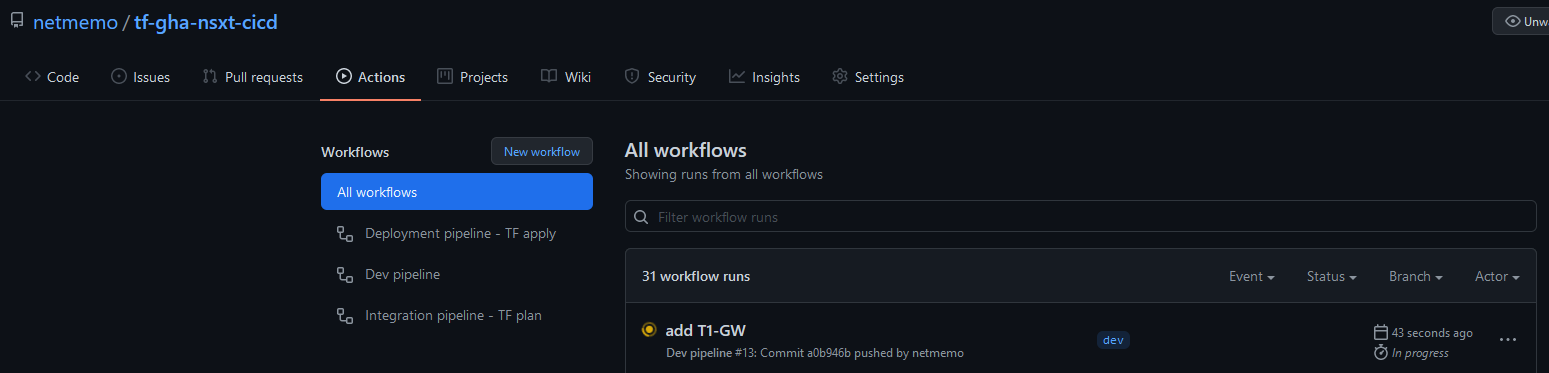 netmemo / tf-gha-nsxt-cicd
Code Issues Pull requests Actions Projects Wiki Security Insights Settings
Workflows
New workflow
All workflows
Deployment pipeline - TF apply
Dev pipeline
Integration pipeline - TF plan
All workflows
Showing runs from all workflows
Filter workflow runs
31 workflow runs Event Status Branch Actor
add T1-GW
Dev pipeline #13: Commit a0b946b pushed by netmemo
dev
43 seconds ago
In progress